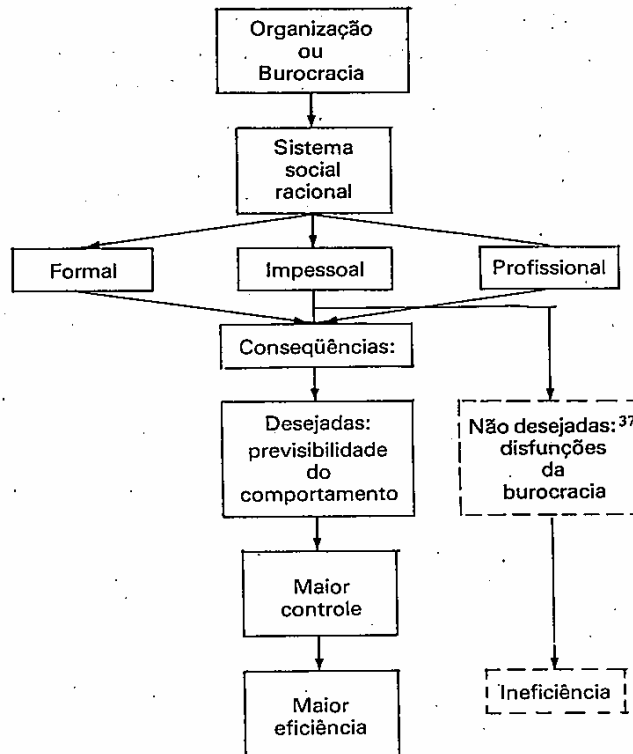 Organização
ou
Burocracia
Sistema
social
racional
Formal
Impessoal
Profissional
Conseqüências:
Desejadas:
previsibilidade
do
comportamento
Não desejadas:³⁷
disfunções
da
burocracia
Maior
controle
Maior
eficiência
Ineficiência